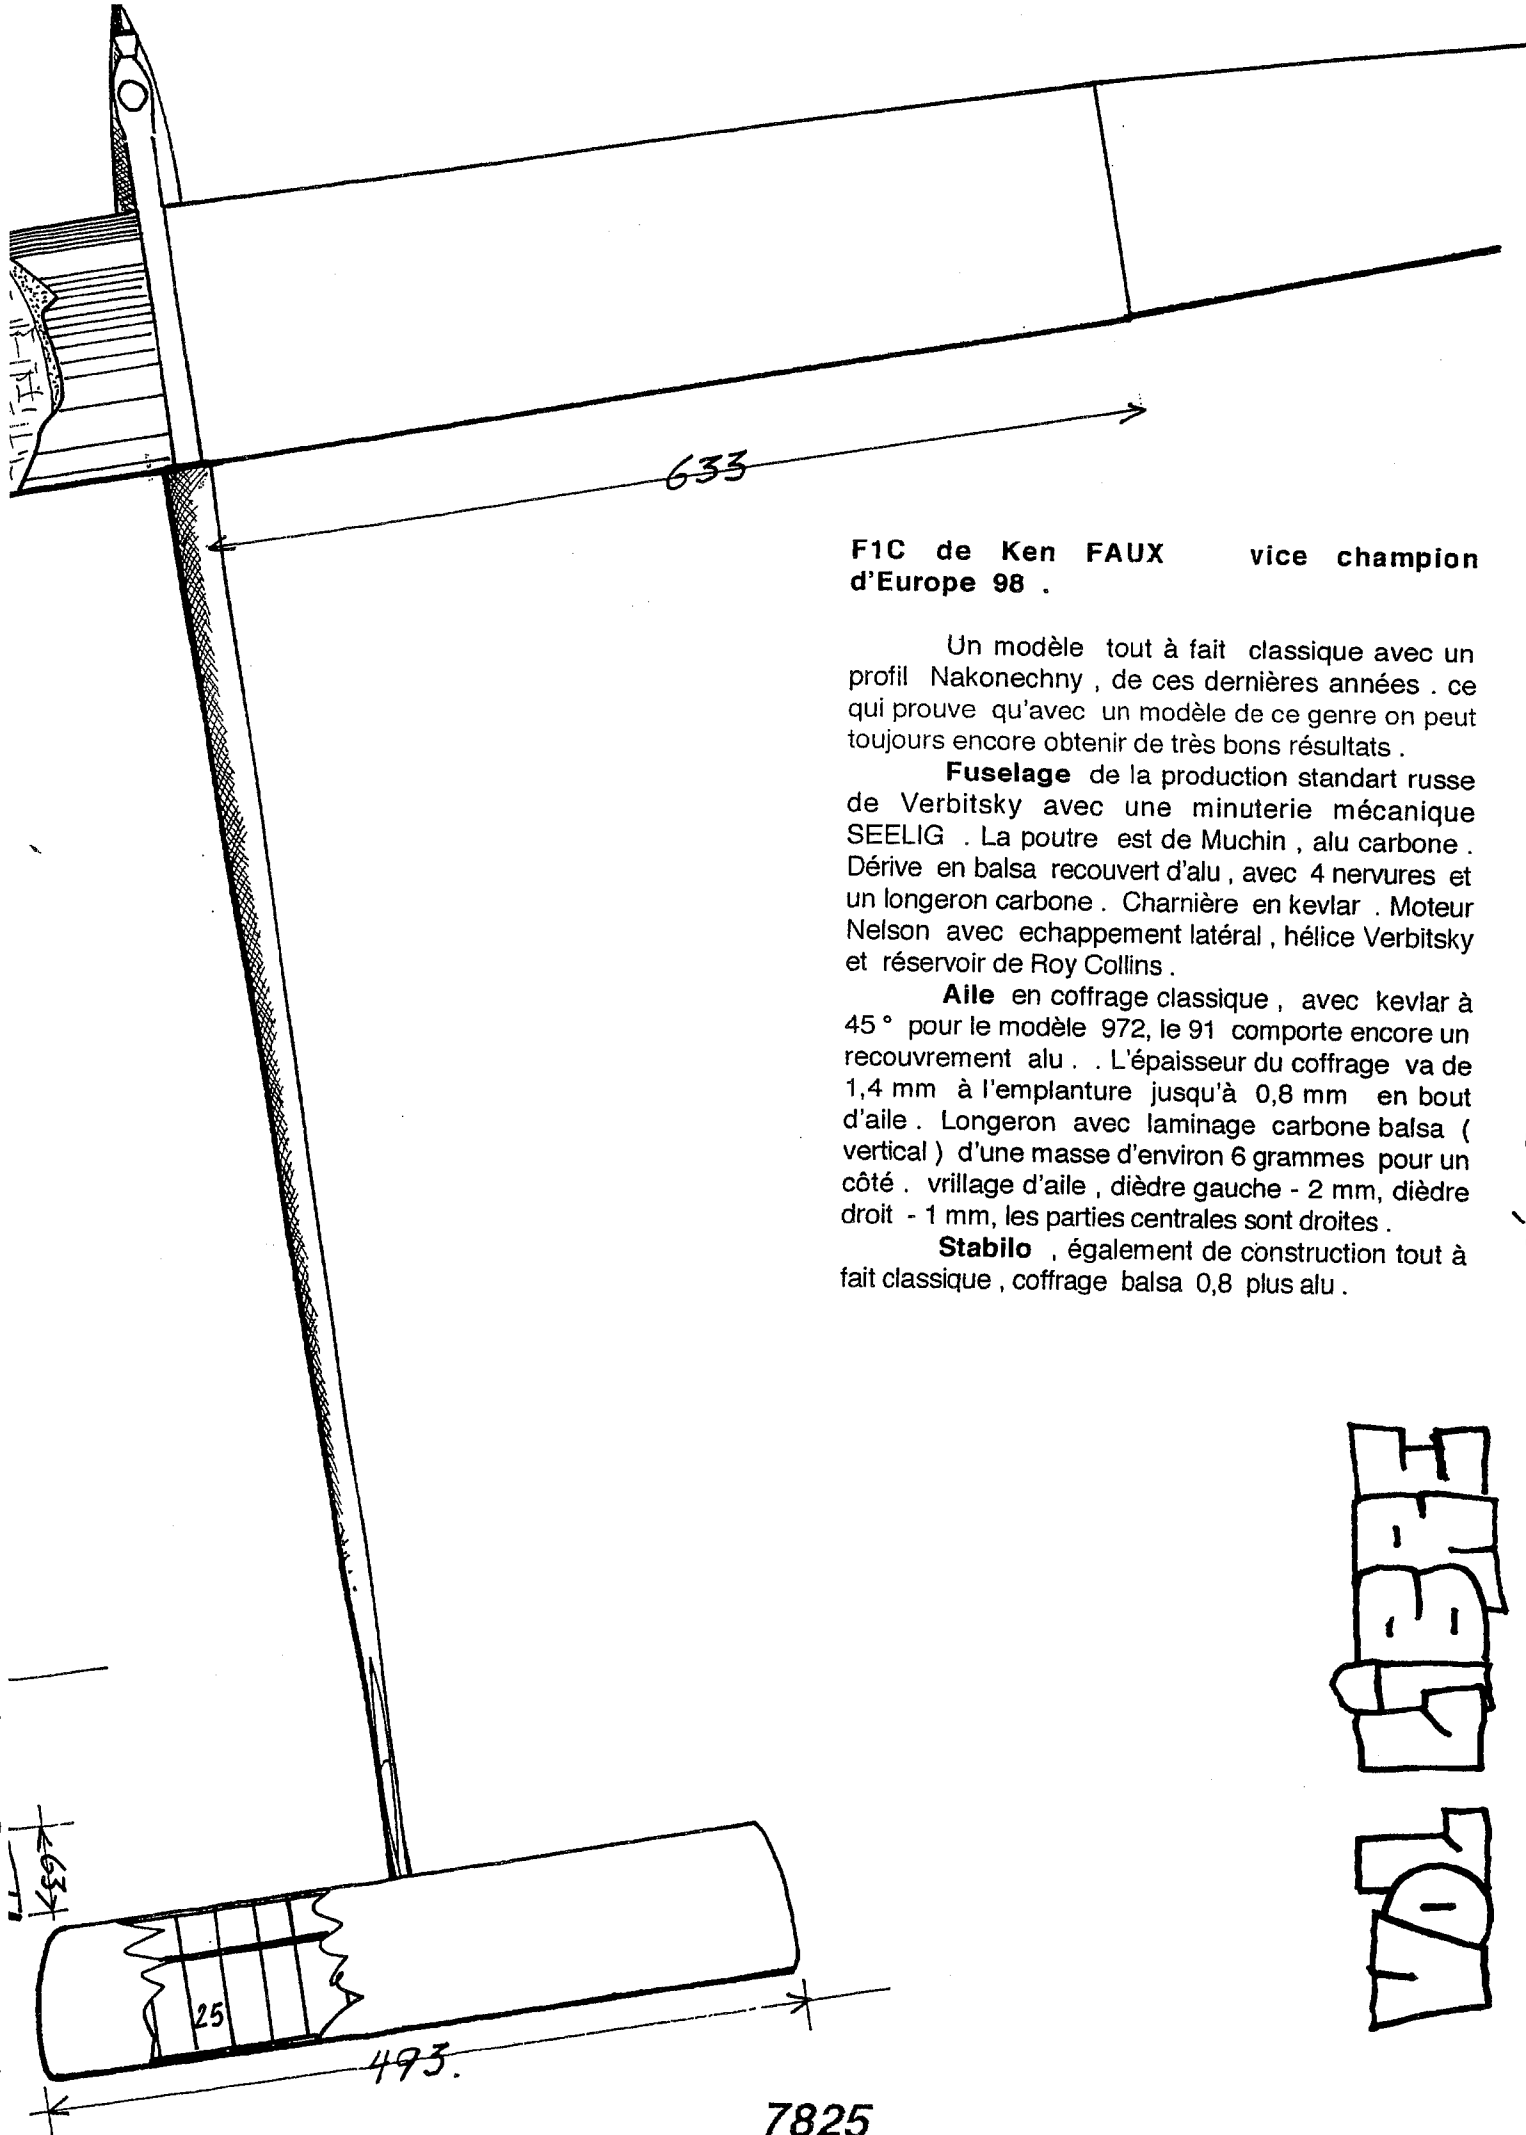 633
F1C de Ken FAUX vice champion
d'Europe 98 .
Un modèle tout à fait classique avec un
profil Nakonechny , de ces dernières années . ce
qui prouve qu'avec un modèle de ce genre on peut
toujours encore obtenir de très bons résultats .
Fuselage de la production standart russe
de Verbitsky avec une minuterie mécanique
SEELIG . La poutre est de Muchin , alu carbone .
Dérive en balsa recouvert d'alu , avec 4 nervures et
un longeron carbone . Charnière en kevlar . Moteur
Nelson avec echappement latéral , hélice Verbitsky
et réservoir de Roy Collins .
Aile en coffrage classique , avec kevlar à
45 ° pour le modèle 972, le 91 comporte encore un
recouvrement alu . . L'épaisseur du coffrage va de
1,4 mm à l'emplanture jusqu'à 0,8 mm en bout
d'aile . Longeron avec laminage carbone balsa (
vertical ) d'une masse d'environ 6 grammes pour un
côté . vrillage d'aile , dièdre gauche - 2 mm, dièdre
droit - 1 mm, les parties centrales sont droites .
Stabilo , également de construction tout à
fait classique , coffrage balsa 0,8 plus alu .
VOL LIBRE
63
25
493.
7825